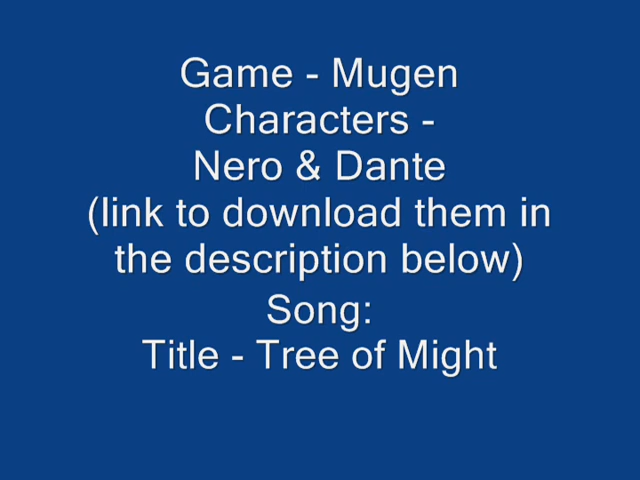 Game - Mugen
Characters -
Nero & Dante
(link to download them in
the description below)
Song:
Title - Tree of Might